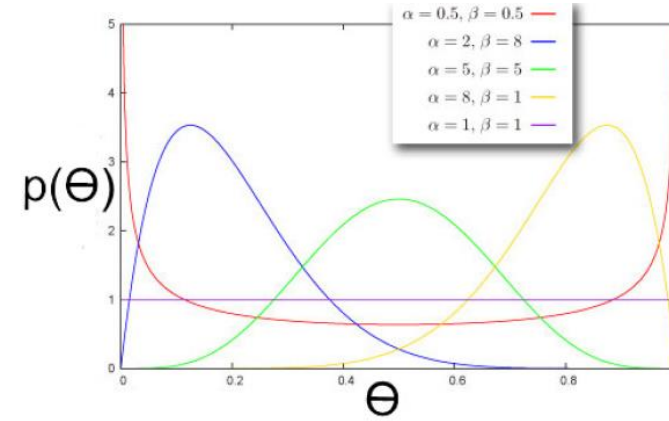 α = 0.5, β = 0.5
α = 2, β = 8
α = 5, β = 5
α = 8, β = 1
α = 1, β = 1
5
4
3
2
1
0
p(Θ)
0 0.2 0.4 0.6 0.8
Θ